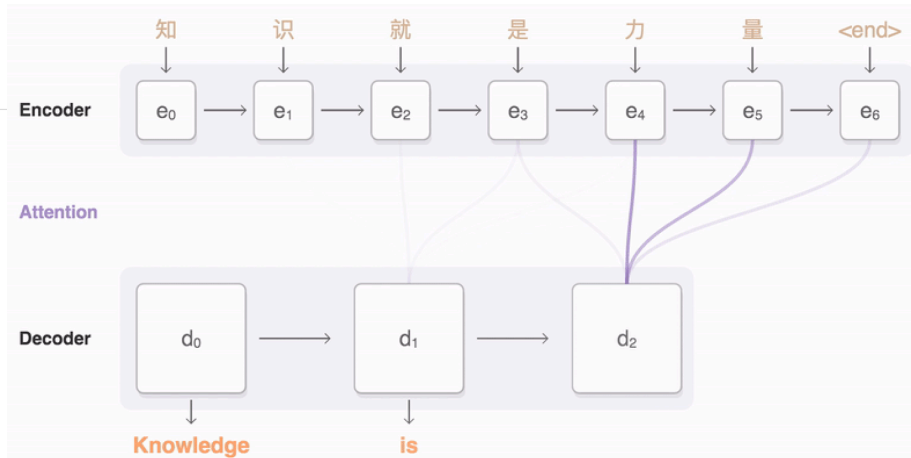 知 识 就 是 力 量 <end>
Encoder e₀ e₁ e₂ e₃ e₄ e₅ e₆
Attention
Decoder d₀ d₁ d₂
Knowledge is